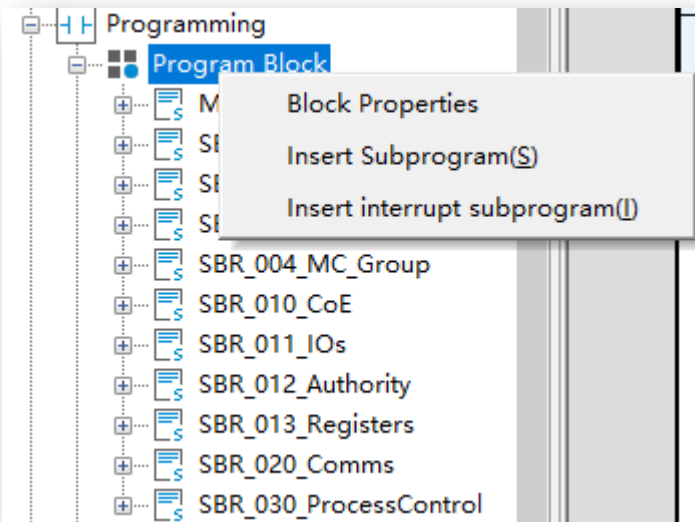 Programming
Program Block
Block Properties
Insert Subprogram(S)
Insert interrupt subprogram(I)
SBR_004_MC_Group
SBR_010_CoE
SBR_011_IOs
SBR_012_Authority
SBR_013_Registers
SBR_020_Comms
SBR_030_ProcessControl